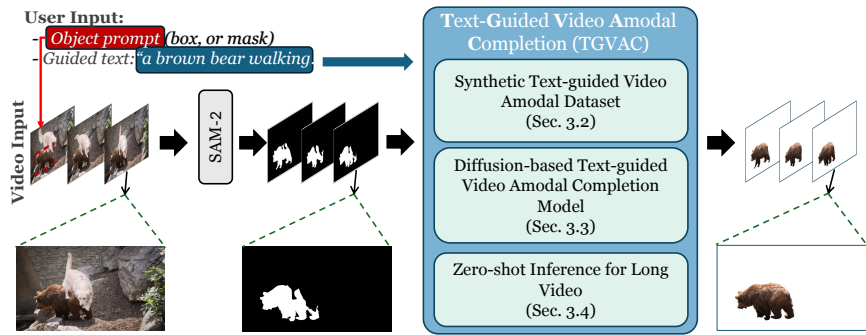 User Input:
- Object prompt (box, or mask)
- Guided text: "a brown bear walking.
Video Input
SAM-2
Text-Guided Video Amodal
Completion (TGVAC)
Synthetic Text-guided Video
Amodal Dataset
(Sec. 3.2)
Diffusion-based Text-guided
Video Amodal Completion
Model
(Sec. 3.3)
Zero-shot Inference for Long
Video
(Sec. 3.4)